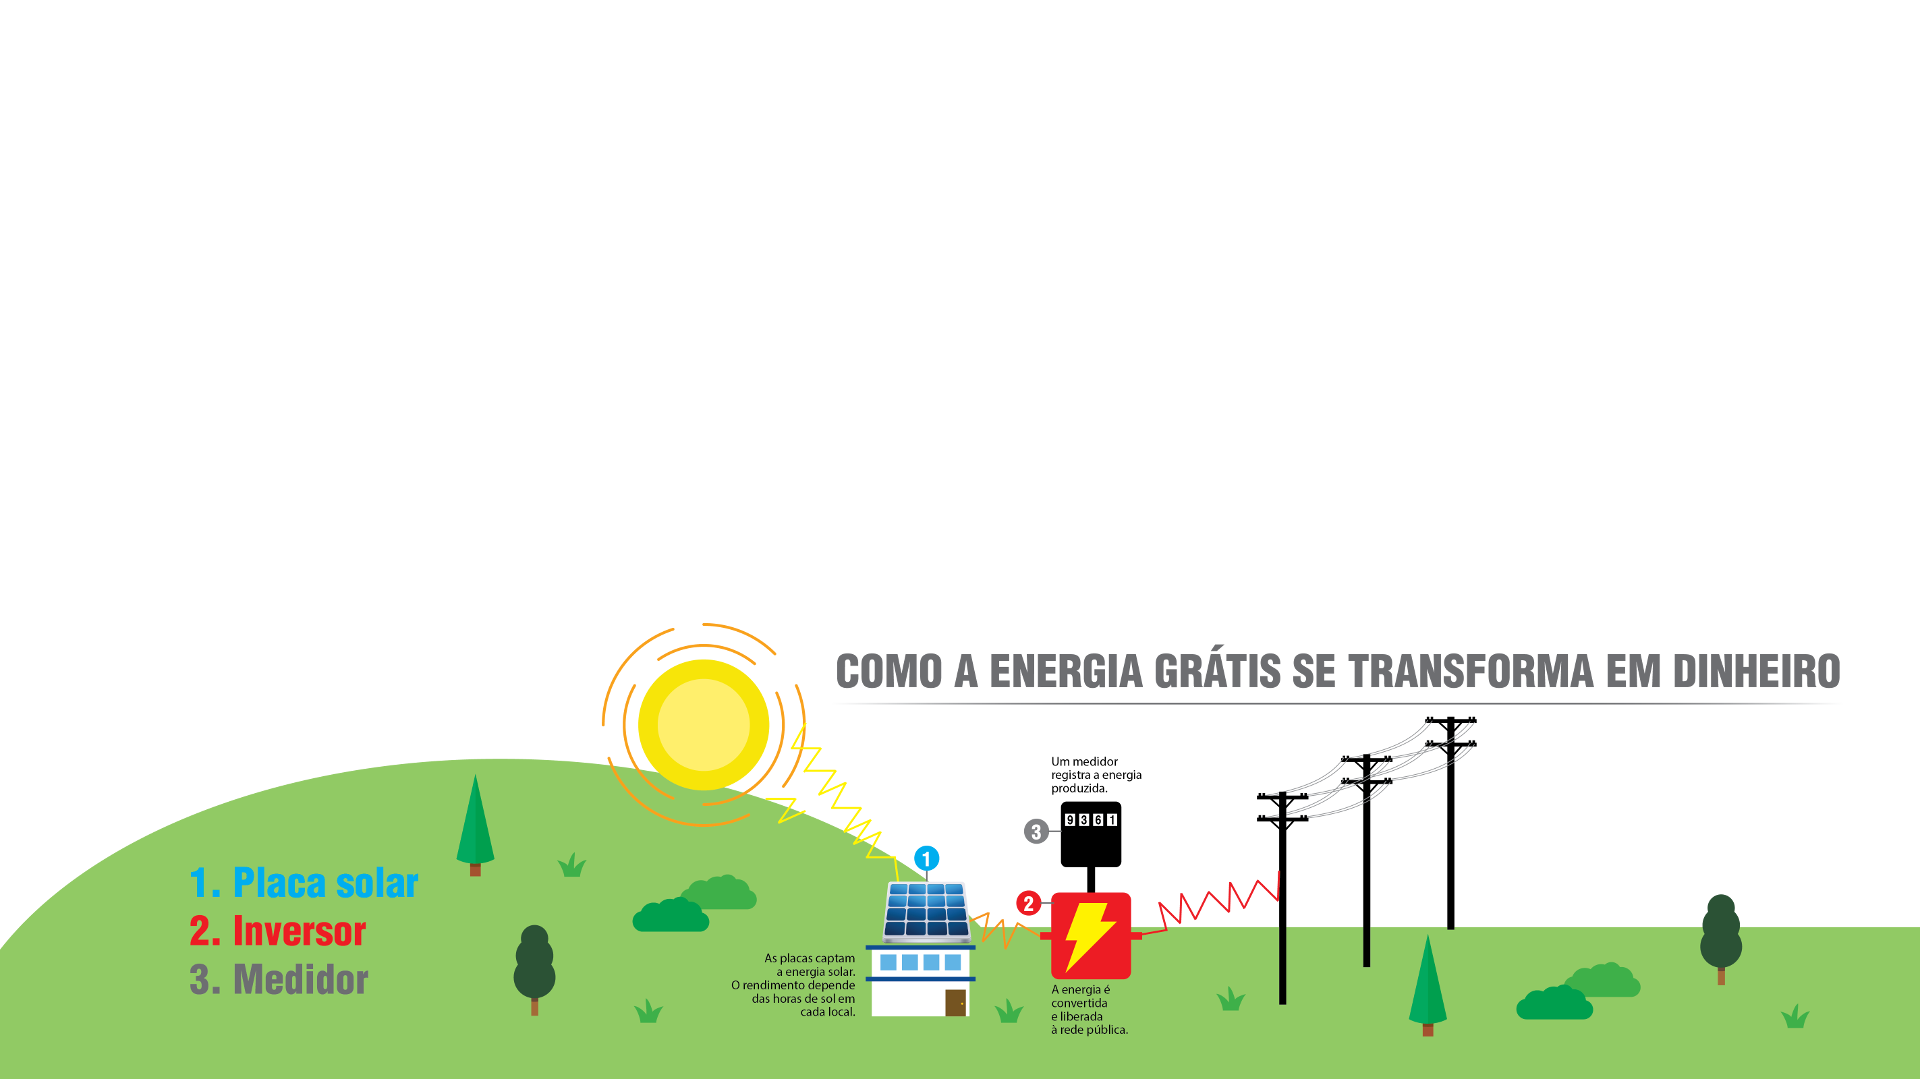 COMO A ENERGIA GRÁTIS SE TRANSFORMA EM DINHEIRO
1. Placa solar
2. Inversor
3. Medidor
1
As placas captam
a energia solar.
O rendimento depende
das horas de sol em
cada local.
Um medidor
registra a energia
produzida.
3
9361
2
A energia é
convertida
e liberada
à rede pública.